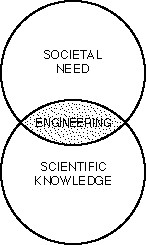 SOCIETAL
NEED
ENGINEERING
SCIENTIFIC
KNOWLEDGE